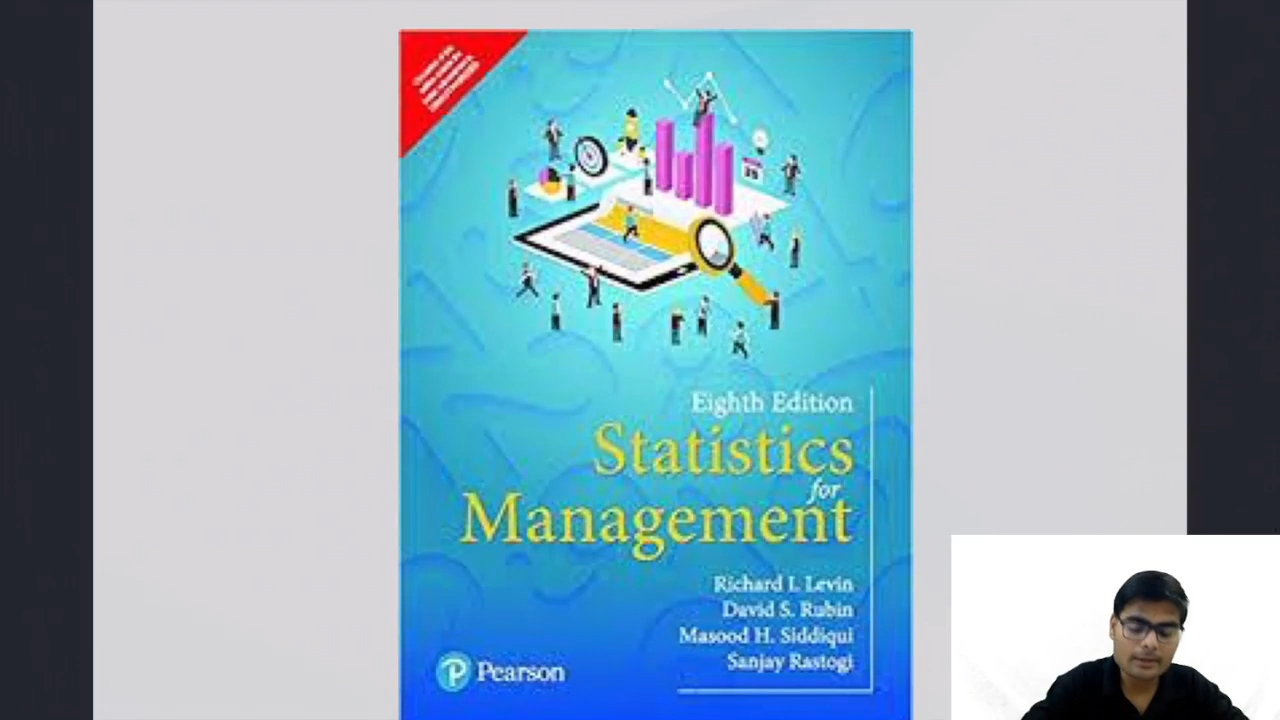 Eighth Edition
Statistics
for
Management
Richard I. Levin
David S. Rubin
Masood H. Siddiqui
Sanjay Rastogi
Pearson